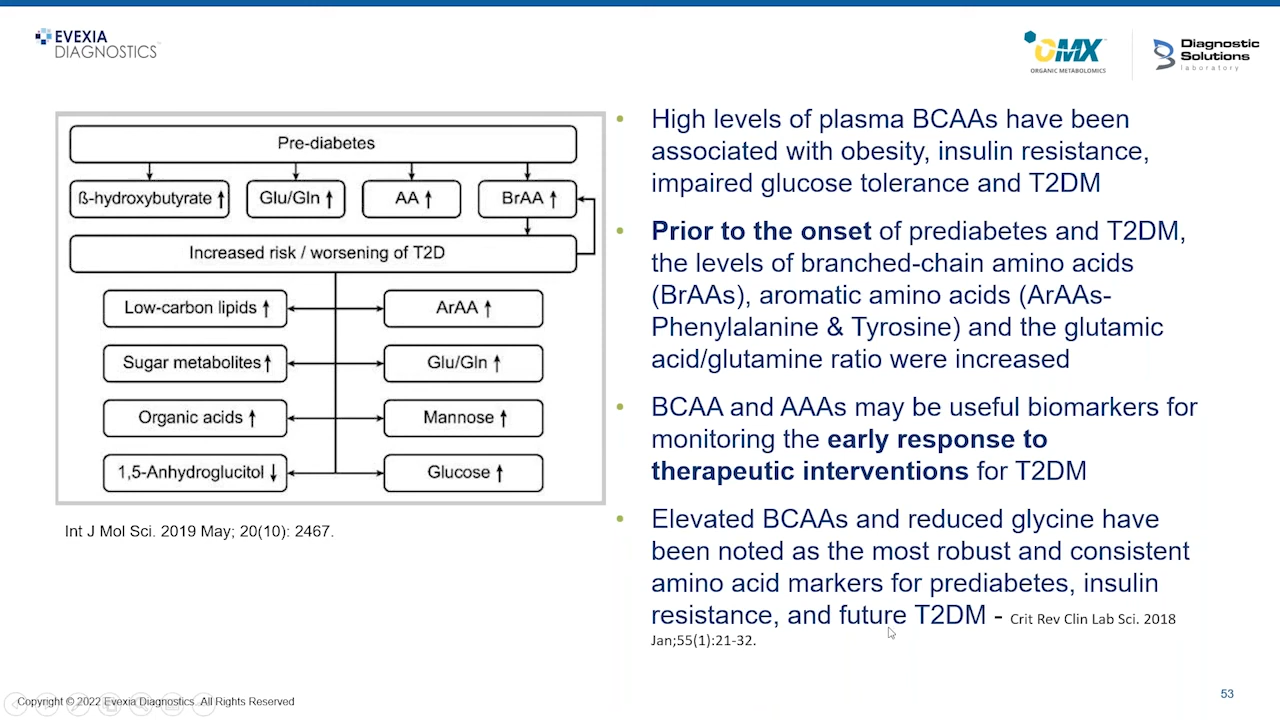 EVEXIA
DIAGNOSTICS
OMX
ORGANIC METABOLOMICS
Diagnostic
Solutions
laboratory
Pre-diabetes
ß-hydroxybutyrate ↑
Glu/Gln ↑
AA ↑
BrAA ↑
Increased risk / worsening of T2D
Low-carbon lipids ↑
ArAA ↑
Sugar metabolites ↑
Glu/Gln ↑
Organic acids ↑
Mannose ↑
1,5-Anhydroglucitol ↓
Glucose ↑
Int J Mol Sci. 2019 May; 20(10): 2467.
• High levels of plasma BCAAs have been
associated with obesity, insulin resistance,
impaired glucose tolerance and T2DM
• Prior to the onset of prediabetes and T2DM,
the levels of branched-chain amino acids
(BrAAs), aromatic amino acids (ArAAs-
Phenylalanine & Tyrosine) and the glutamic
acid/glutamine ratio were increased
• BCAA and AAAs may be useful biomarkers for
monitoring the early response to
therapeutic interventions for T2DM
• Elevated BCAAs and reduced glycine have
been noted as the most robust and consistent
amino acid markers for prediabetes, insulin
resistance, and future T2DM - Crit Rev Clin Lab Sci. 2018
Jan;55(1):21-32.
Copyright © 2022 Evexia Diagnostics. All Rights Reserved
53